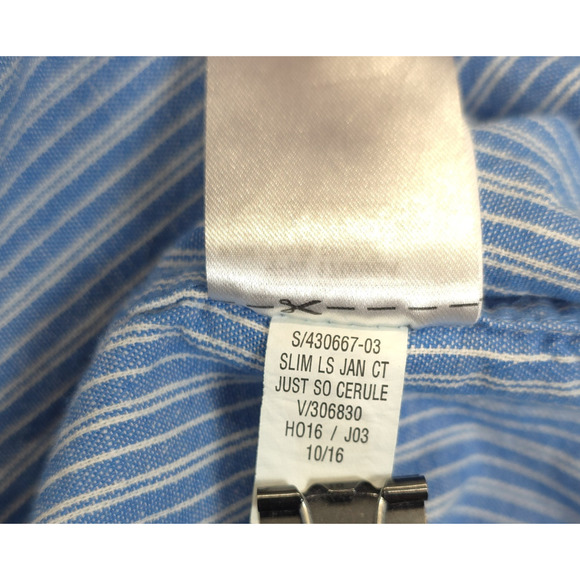 S/430667-03
SLIM LS JAN CT
JUST SO CERULE
V/306830
HO16 / J03
10/16